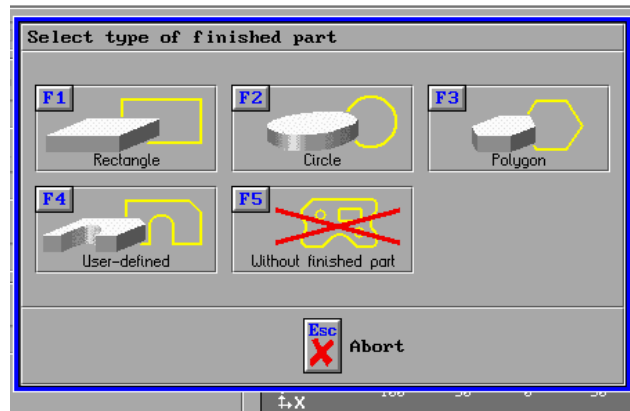 Select type of finished part
F1
Rectangle
F2
Circle
F3
Polygon
F4
User-defined
F5
Without finished part
Esc
Abort
X